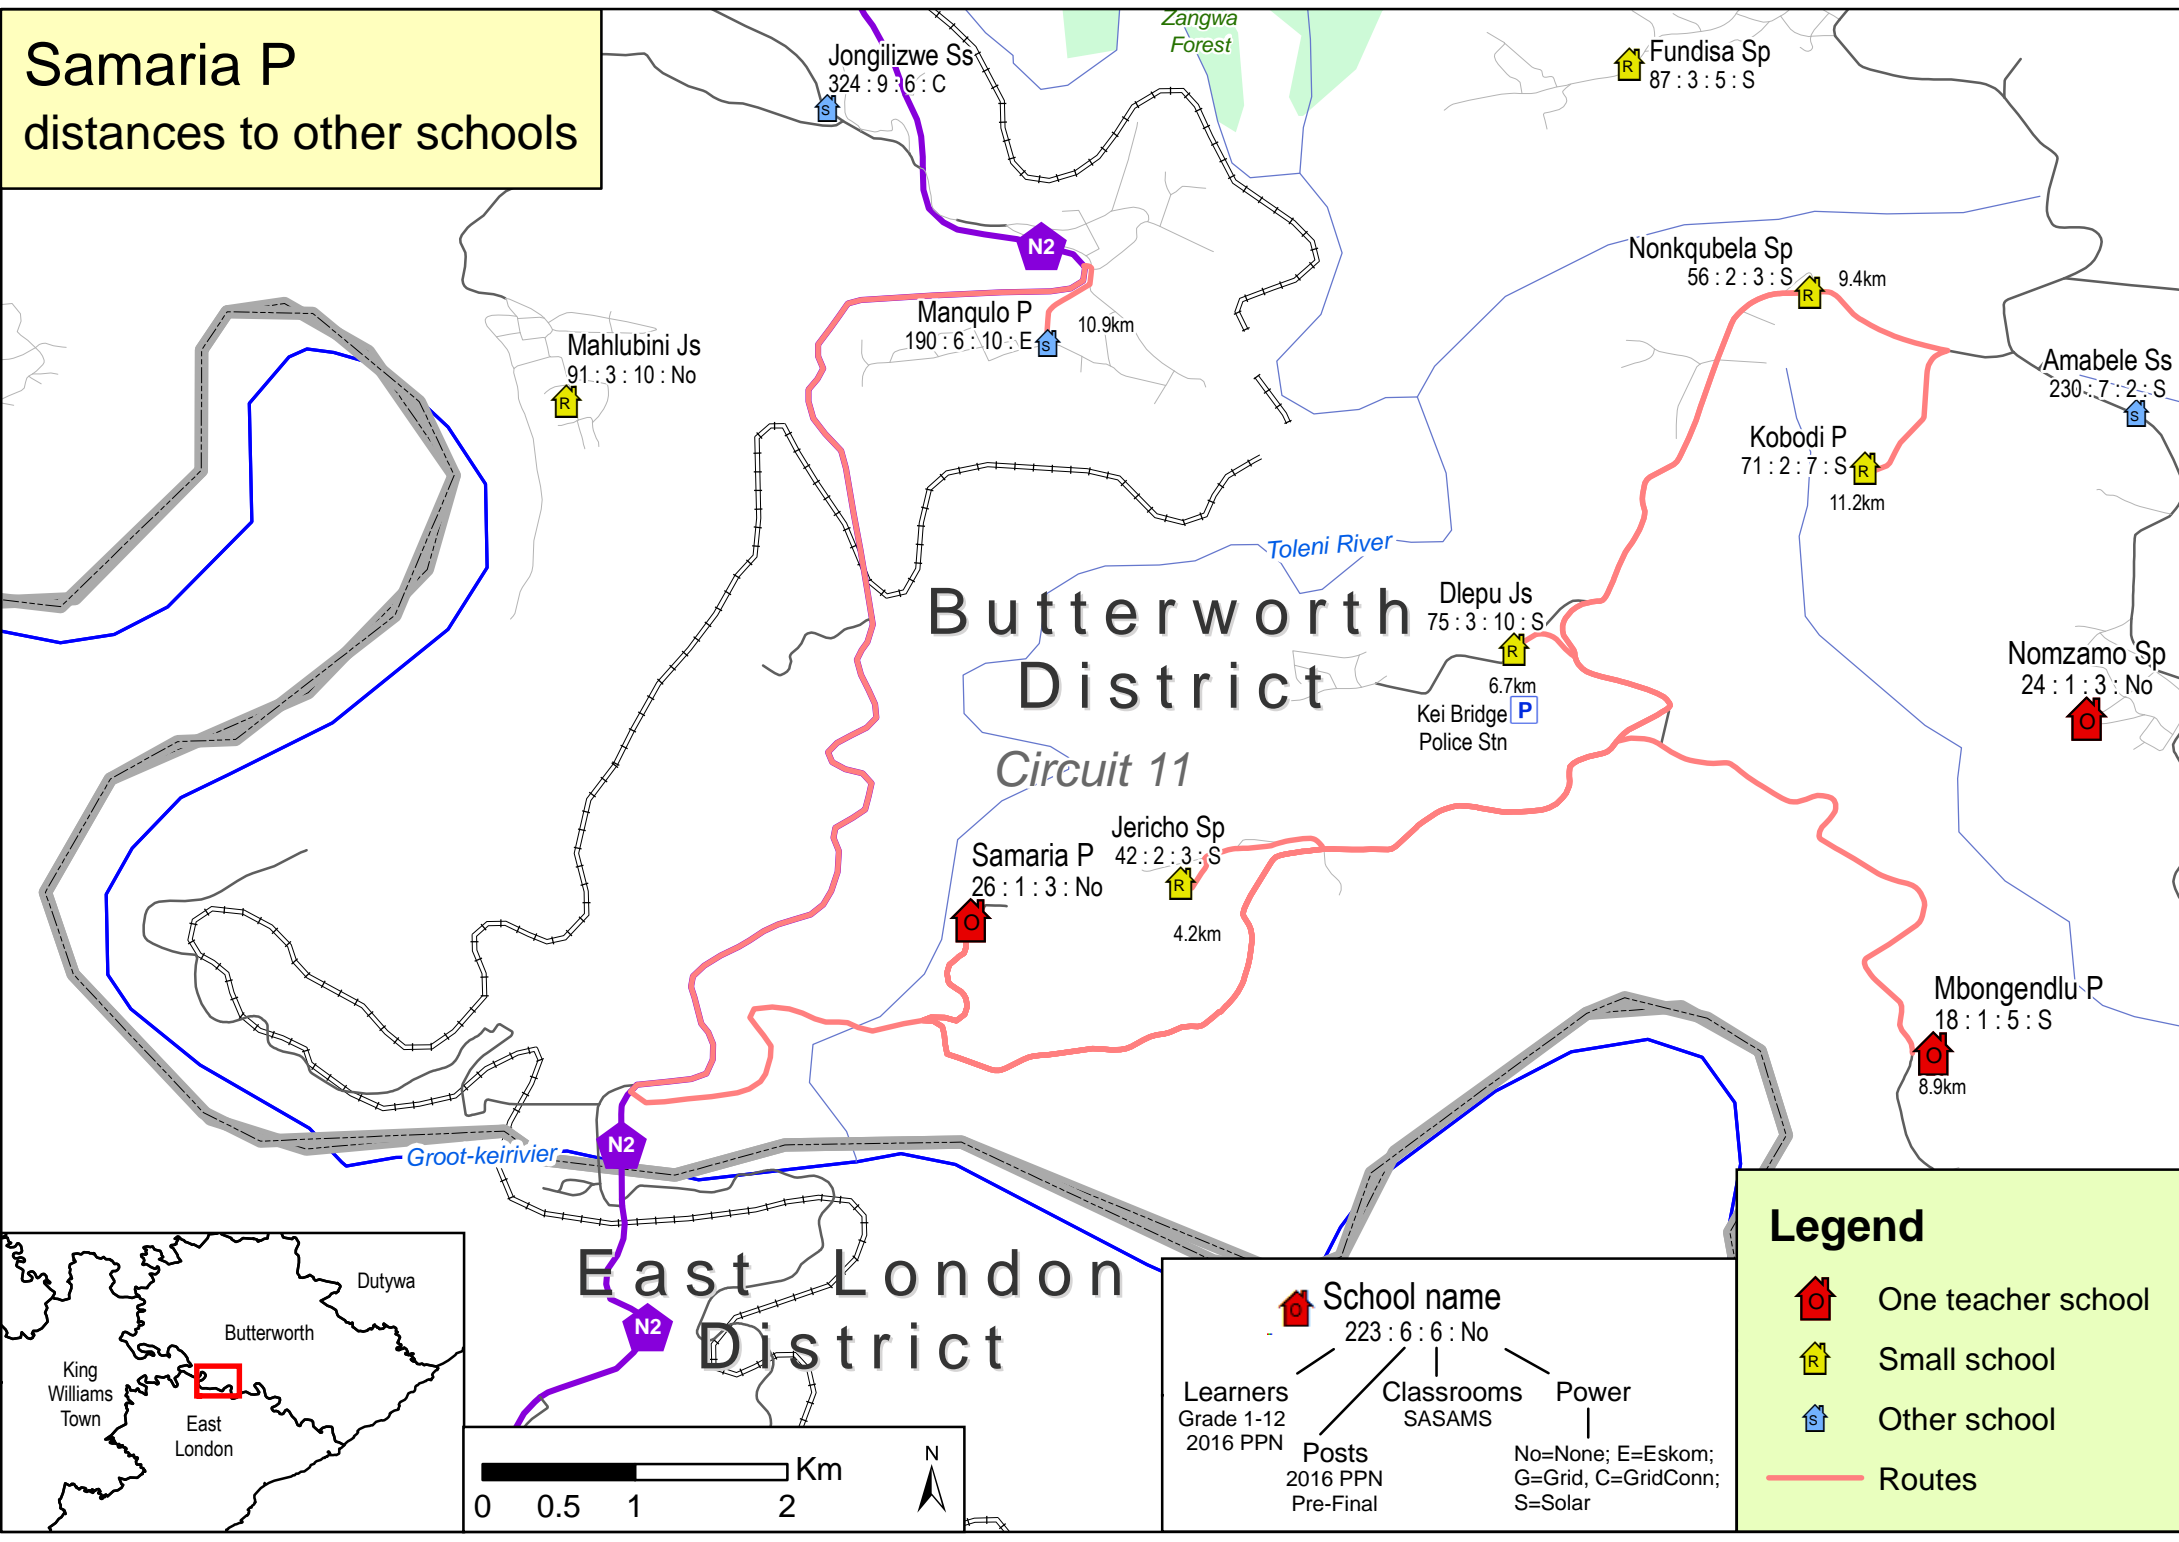 Samaria P
distances to other schools
Zangwa
Forest
Jongilizwe Ss
324 : 9 : 6 : C
Fundisa Sp
87 : 3 : 5 : S
R
S
N2
Nonkqubela Sp
56 : 2 : 3 : S
R
9.4km
Manqulo P
190 : 6 : 10 : E
S
10.9km
Mahlubini Js
91 : 3 : 10 : No
R
Amabele Ss
230 : 7 : 2 : S
S
Kobodi P
71 : 2 : 7 : S
R
11.2km
Toleni River
Butterworth
District
Dlepu Js
75 : 3 : 10 : S
R
6.7km
Kei Bridge
P
Police Stn
Nomzamo Sp
24 : 1 : 3 : No
O
Circuit 11
Jericho Sp
42 : 2 : 3 : S
R
4.2km
Samaria P
26 : 1 : 3 : No
O
Mbongendlu P
18 : 1 : 5 : S
O
8.9km
N2
Groot-keirivier
East London
District
N2
Dutywa
Butterworth
King
Williams
Town
East
London
Km
0 0.5 1 2
N
O
School name
223 : 6 : 6 : No
Learners
Grade 1-12
2016 PPN
Posts
2016 PPN
Pre-Final
Classrooms
SASAMS
Power
No=None; E=Eskom;
G=Grid, C=GridConn;
S=Solar
Legend
O
One teacher school
R
Small school
S
Other school
Routes